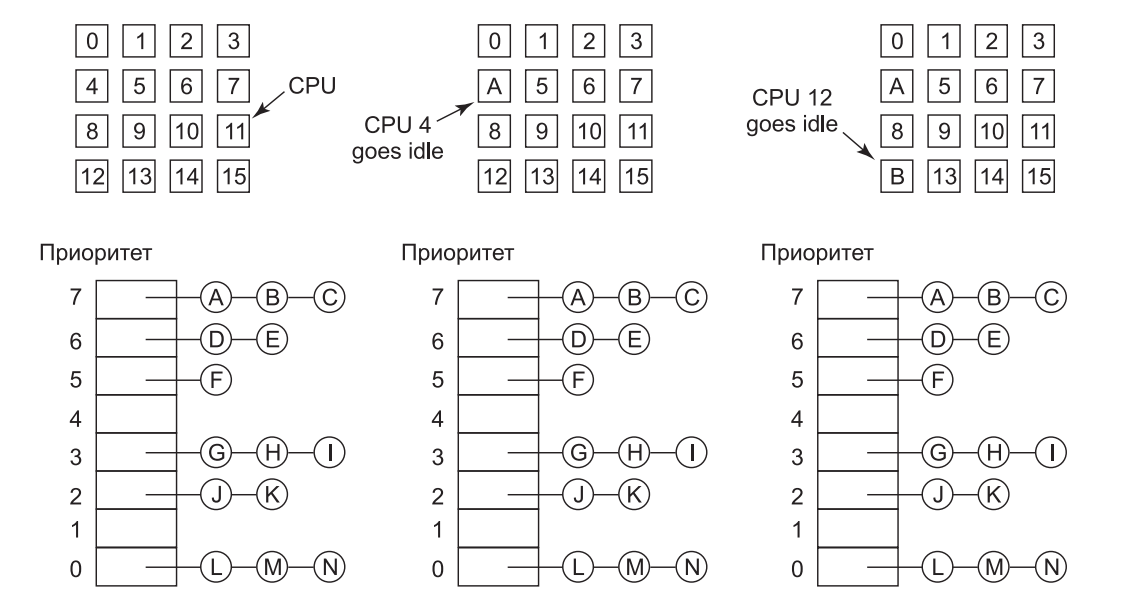 0 1 2 3
4 5 6 7
8 9 10 11
12 13 14 15
CPU
0 1 2 3
A 5 6 7
8 9 10 11
12 13 14 15
CPU 4
goes idle
0 1 2 3
A 5 6 7
8 9 10 11
B 13 14 15
CPU 12
goes idle
Приоритет
7 A B C
6 D E
5 F
4
3 G H I
2 J K
1
0 L M N
Приоритет
7 A B C
6 D E
5 F
4
3 G H I
2 J K
1
0 L M N
Приоритет
7 A B C
6 D E
5 F
4
3 G H I
2 J K
1
0 L M N